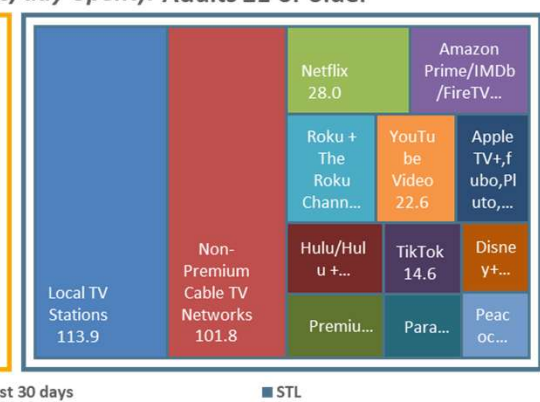 Adults 21 or older
Local TV
Stations
113.9
Non-
Premium
Cable TV
Networks
101.8
Netflix
28.0
Amazon
Prime/IMDb
/FireTV...
Roku +
The
Roku
Chann...
YouTu
be
Video
22.6
Apple
TV+,f
ubo,Pl
uto,...
Hulu/Hul
u +...
TikTok
14.6
Disne
y+...
Premiu...
Para...
Peac
oc...
st 30 days
STL